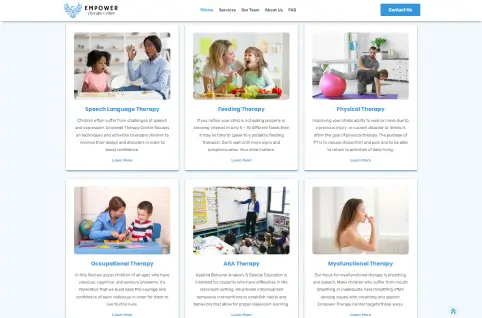 EMPOWER
Therapy Center
Home Services Our Team About Us FAQ
Contact Us
Speech Language Therapy
Children often suffer from challenges of speech
and expression. Empower Therapy Center focuses
on techniques and activities to enable children to
monitor their delays and disorders in order to
boost confidence.
Learn More
Feeding Therapy
If you notice your child is not eating properly or
showing interest in only 5 - 10 different foods then
it may be time to speak to a pediatric feeding
therapist. Don't wait until more signs and
symptoms arise. Your child matters.
Learn More
Physical Therapy
Improving your child's ability to walk or move due to
a previous injury or current disorder or illness is
often the goal of physical therapy. The purpose of
PT is to reduce discomfort and pain and to be able
to return to activities of daily living.
Learn More
Occupational Therapy
In this field we assist children of all ages who have
physical, cognitive, and sensory problems. It's
imperative that we must raise the courage and
confidence of each individual in order for them to
live fruitful lives.
Learn More
ABA Therapy
Applied Behavior Analysis & Special Education is
intended for students who have difficulties in the
classroom setting. We provide individualized
behavioral interventions to establish habits and
behaviors that allow for proper classroom learning
Learn More
Myofunctional Therapy
Our focus for myofunctional therapy is breathing
and speech. Many children who suffer from mouth
breathing or inadequate nasal breathing often
develop issues with breathing and speech.
Empower Therapy Center targets these areas.
Learn More